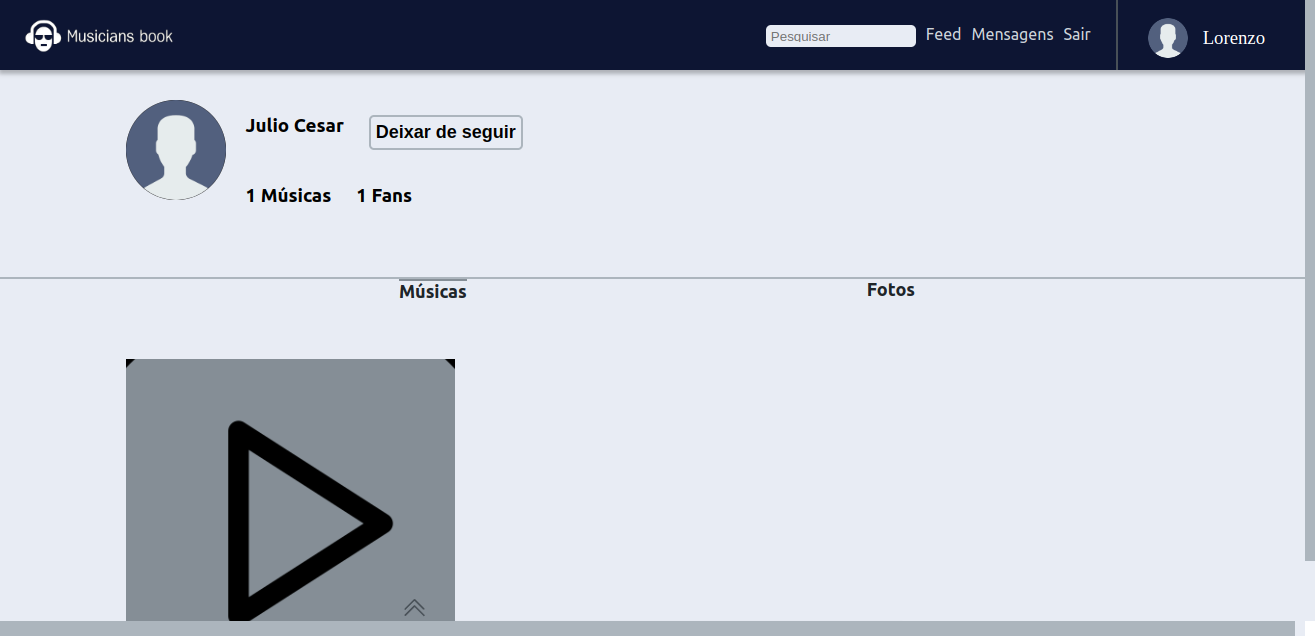 Musicians book
Pesquisar Feed Mensagens Sair Lorenzo
Julio Cesar Deixar de seguir
1 Músicas 1 Fans
Músicas Fotos